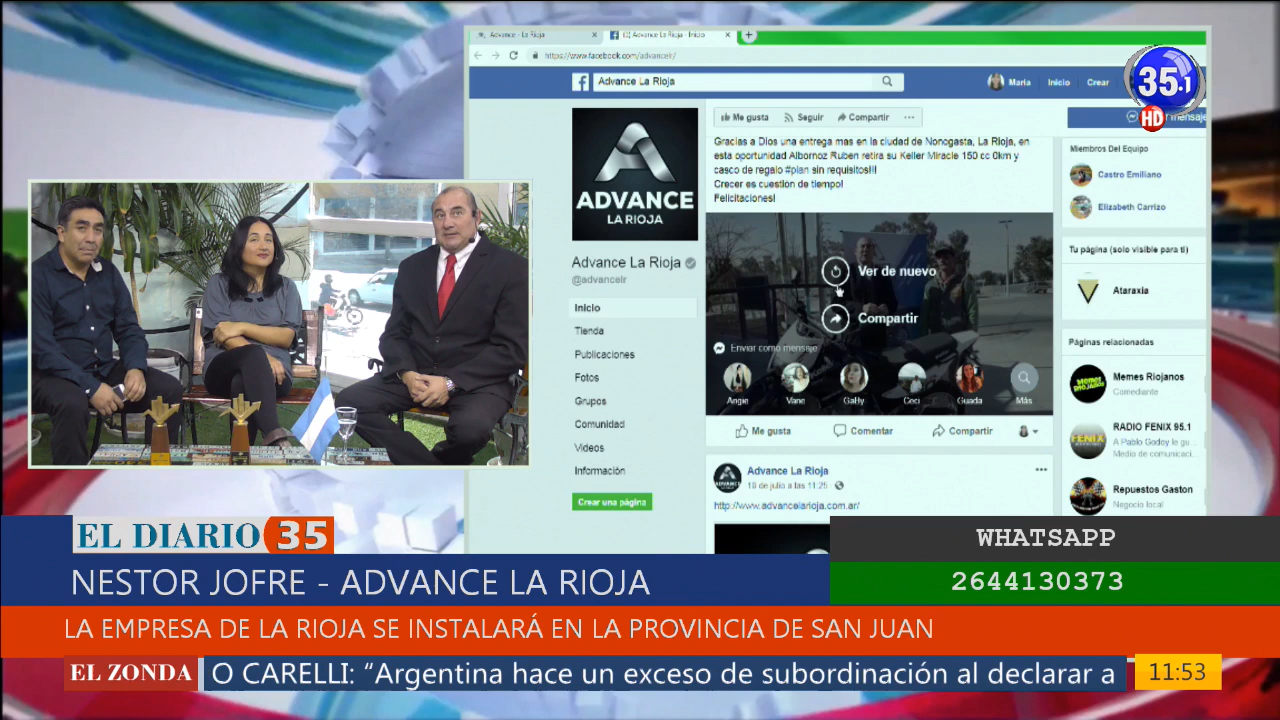 Advance - La Rioja
(1) Advance La Rioja - Inicio
https://www.facebook.com/advancelr/
Advance La Rioja
Maria
Inicio
Crear
35.1
HD
ADVANCE
LA RIOJA
Advance La Rioja
@advancelr
Inicio
Tienda
Publicaciones
Fotos
Grupos
Comunidad
Videos
Información
Crear una página
Me gusta
Seguir
Compartir
Gracias a Dios una entrega mas en la ciudad de Nonogasta, La Rioja, en
esta oportunidad Albornoz Ruben retira su Keller Miracle 150 cc 0km y
casco de regalo #plan sin requisitos!!!
Crecer es cuestión de tiempo!
Felicitaciones!
Ver de nuevo
Compartir
Enviar como mensaje
Angie
Vane
GaBy
Ceci
Guada
Más
Me gusta
Comentar
Compartir
Advance La Rioja
18 de julio a las 11:25
http://www.advancelarioja.com.ar/
mensaje
Miembros Del Equipo
Castro Emiliano
Elizabeth Carrizo
Tu página (solo visible para ti)
Ataraxia
Páginas relacionadas
Memes Riojanos
Comediante
RADIO FENIX 95.1
A Pablo Godoy le gu...
Medio de comunicaci...
Repuestos Gaston
Negocio local
EL DIARIO 35
WHATSAPP
2644130373
NESTOR JOFRE - ADVANCE LA RIOJA
LA EMPRESA DE LA RIOJA SE INSTALARÁ EN LA PROVINCIA DE SAN JUAN
EL ZONDA
O CARELLI: “Argentina hace un exceso de subordinación al declarar a
11:53